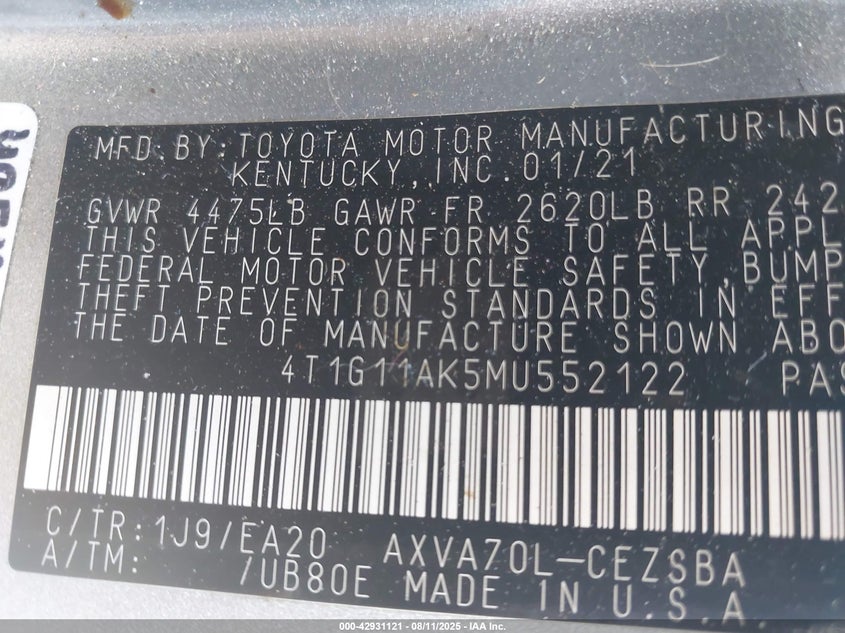 MFD.BY:TOYOTA MOTOR MANUFACTURING
KENTUCKY, INC. 01/21
GVWR 4475LB GAWR FR 2620LB RR 242
THIS VEHICLE CONFORMS TO ALL APPL
FEDERAL MOTOR VEHICLE SAFETY,BUMP
THEFT PREVENTION STANDARDS IN EFF
THE DATE OF MANUFACTURE SHOWN ABO
4T1G11AK5MU552122 PAS
C/TR:1J9/EA20 AXVA70L-CEZSBA
A/TM: /UB80E MADE IN U.S.A.
000-42931121 - 08/11/2025 - IAA Inc.